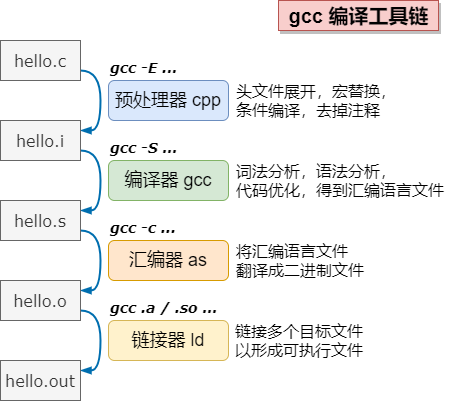 gcc 编译工具链
hello.c
gcc -E ...
预处理器 cpp
头文件展开，宏替换，
条件编译，去掉注释
hello.i
gcc -S ...
编译器 gcc
词法分析，语法分析，
代码优化，得到汇编语言文件
hello.s
gcc -c ...
汇编器 as
将汇编语言文件
翻译成二进制文件
hello.o
gcc .a / .so ...
链接器 ld
链接多个目标文件
以形成可执行文件
hello.out